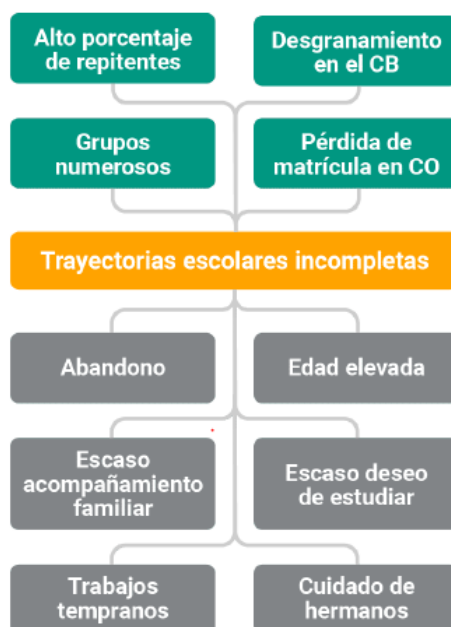 Alto porcentaje
de repitentes
Desgranamiento
en el CB
Grupos
numerosos
Pérdida de
matrícula en CO
Trayectorias escolares incompletas
Abandono
Edad elevada
Escaso
acompañamiento
familiar
Escaso deseo
de estudiar
Trabajos
tempranos
Cuidado de
hermanos